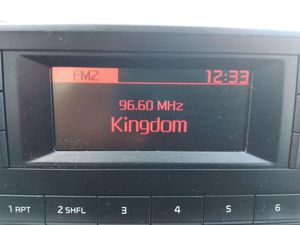 FM2 12:33
96.60 MHz
Kingdom
1 RPT 2 SHFL 3 4 5 6